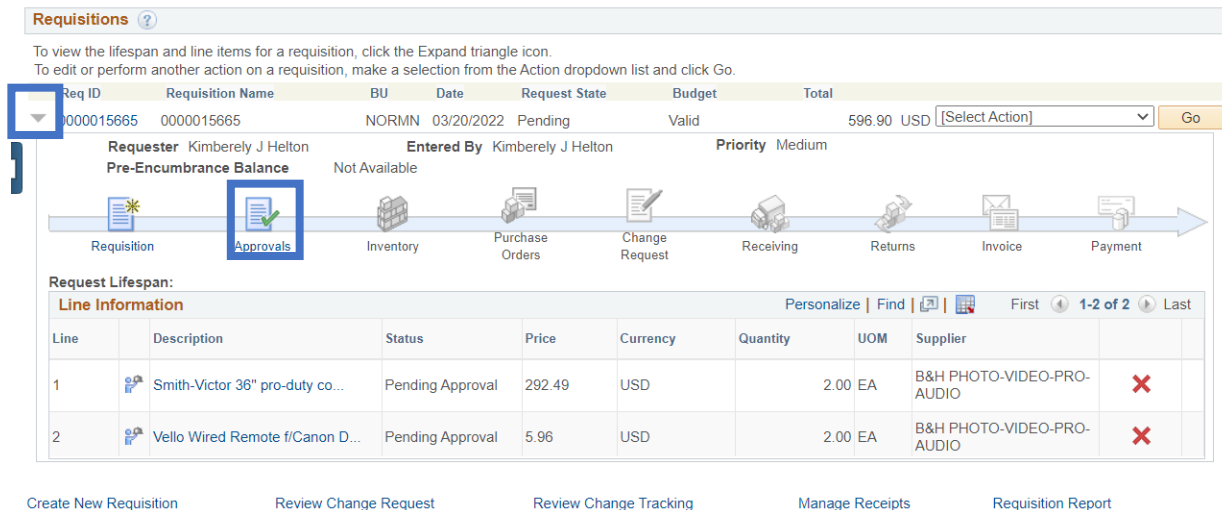 Requisitions ?
To view the lifespan and line items for a requisition, click the Expand triangle icon.
To edit or perform another action on a requisition, make a selection from the Action dropdown list and click Go.
Req ID Requisition Name BU Date Request State Budget Total
0000015665 0000015665 NORMN 03/20/2022 Pending Valid 596.90 USD [Select Action] Go
Requester Kimberely J Helton Entered By Kimberely J Helton Priority Medium
Pre-Encumbrance Balance Not Available
Requisition Approvals Inventory Purchase Orders Change Request Receiving Returns Invoice Payment
Request Lifespan:
Line Information Personalize | Find | | First 1-2 of 2 Last
Line Description Status Price Currency Quantity UOM Supplier
1 Smith-Victor 36" pro-duty co... Pending Approval 292.49 USD 2.00 EA B&H PHOTO-VIDEO-PRO-AUDIO
2 Vello Wired Remote f/Canon D... Pending Approval 5.96 USD 2.00 EA B&H PHOTO-VIDEO-PRO-AUDIO
Create New Requisition Review Change Request Review Change Tracking Manage Receipts Requisition Report